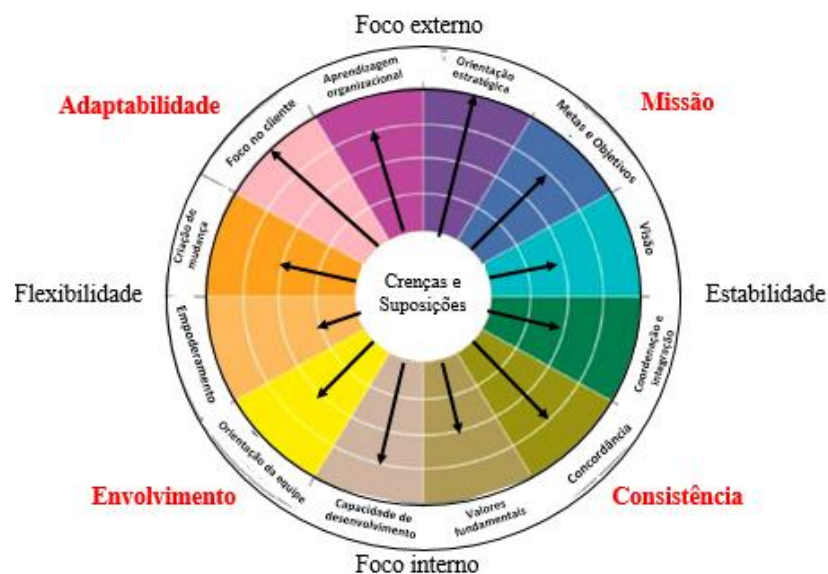 Foco externo
Adaptabilidade
Missão
Aprendizagem
organizacional
Orientação
estratégica
Foco no cliente
Metas e Objetivos
Criação de
mudança
Visão
Flexibilidade
Crenças e
Suposições
Estabilidade
Empoderamento
Coordenação e
integração
Orientação da equipe
Concordância
Capacidade de
desenvolvimento
Valores
fundamentais
Envolvimento
Consistência
Foco interno